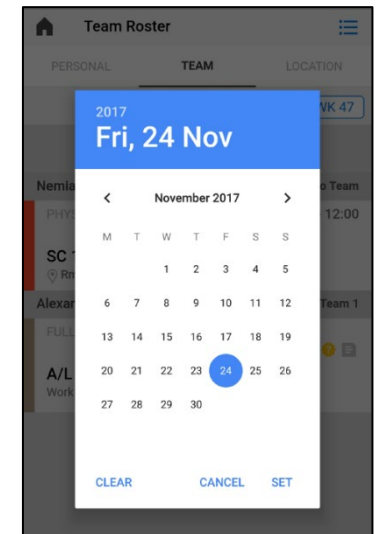 Team Roster
PERSONAL TEAM LOCATION
WK 47
2017
Fri, 24 Nov
November 2017
M T W T F S S
1 2 3 4 5
6 7 8 9 10 11 12
13 14 15 16 17 18 19
20 21 22 23 24 25 26
27 28 29 30
CLEAR CANCEL SET
Team
12:00
SC
Team 1
A/L
Work